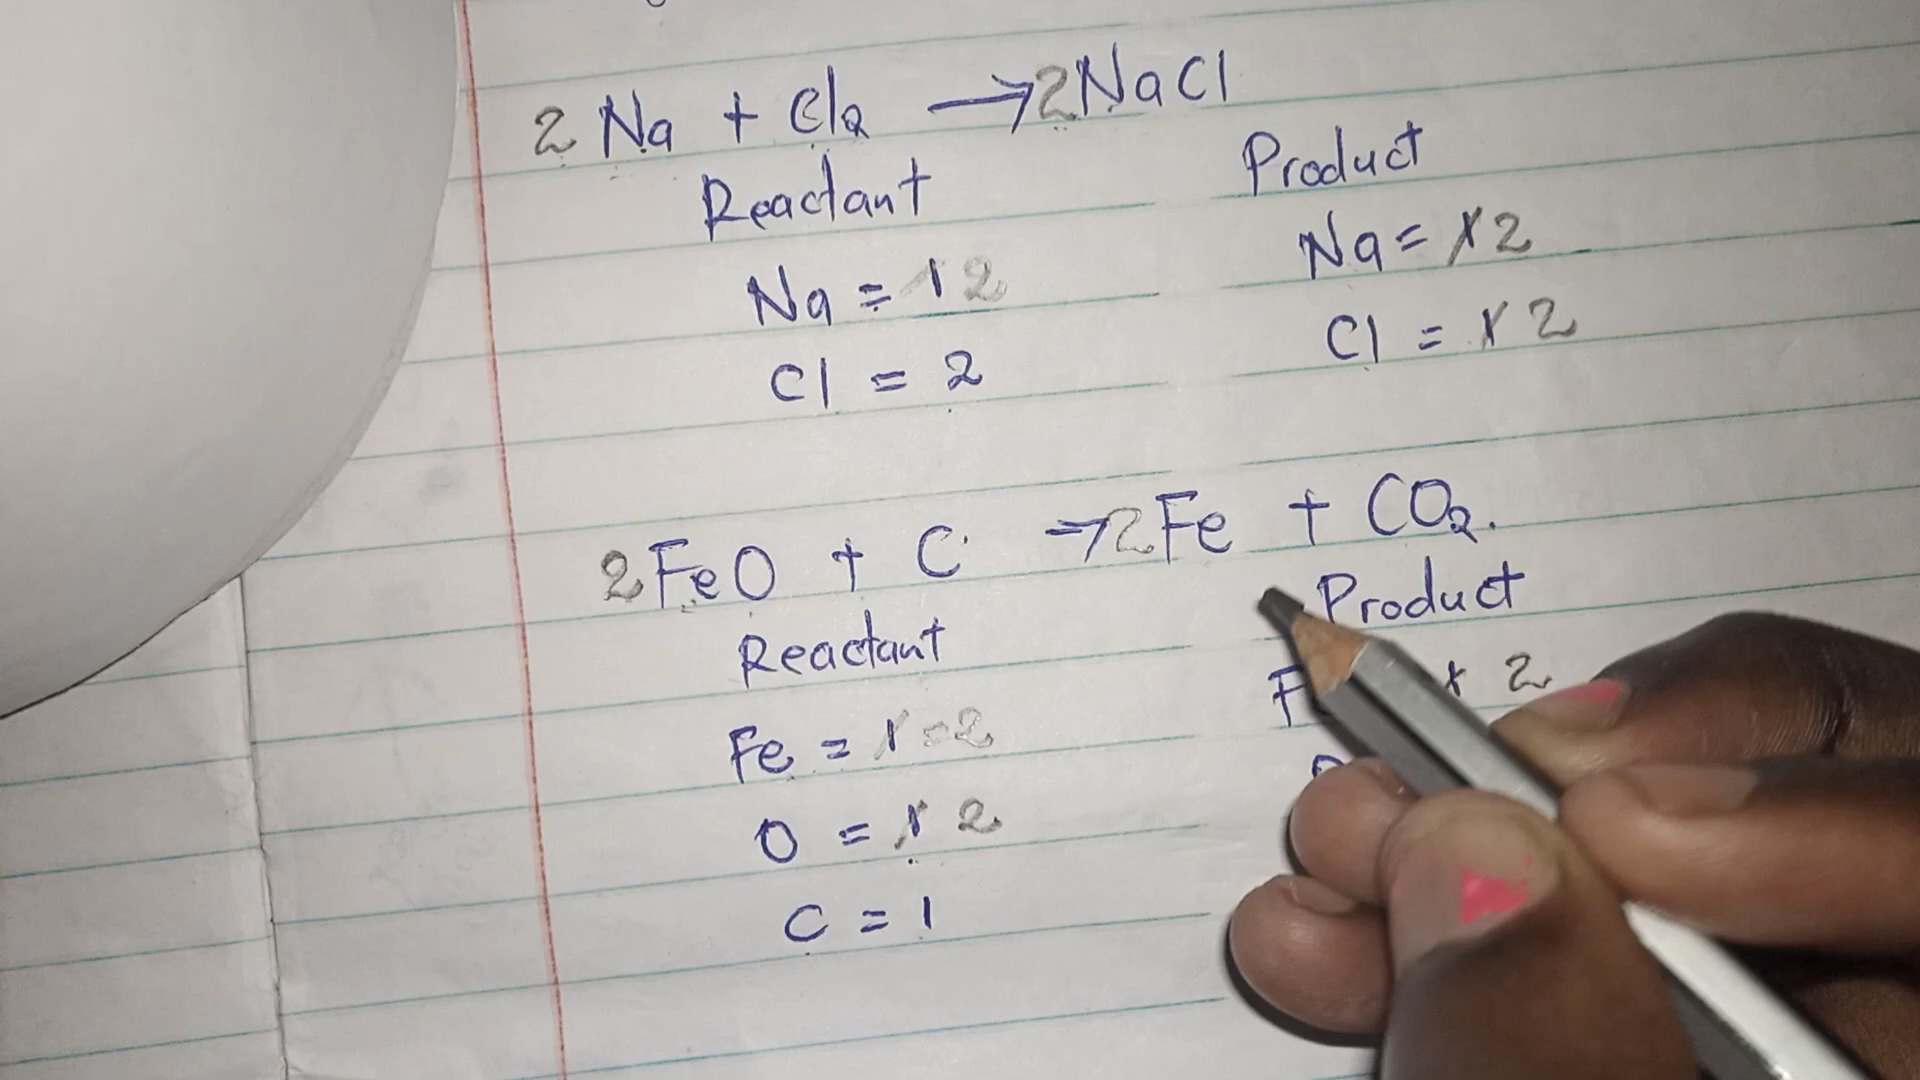 2Na + Cl2 → 2NaCl
Reactant Product
Na = 1 2 Na = 1 2
Cl = 2 Cl = 1 2
2FeO + C → 2Fe + CO2.
Reactant Product
Fe = 1 = 2 2
O = 1 2
C = 1